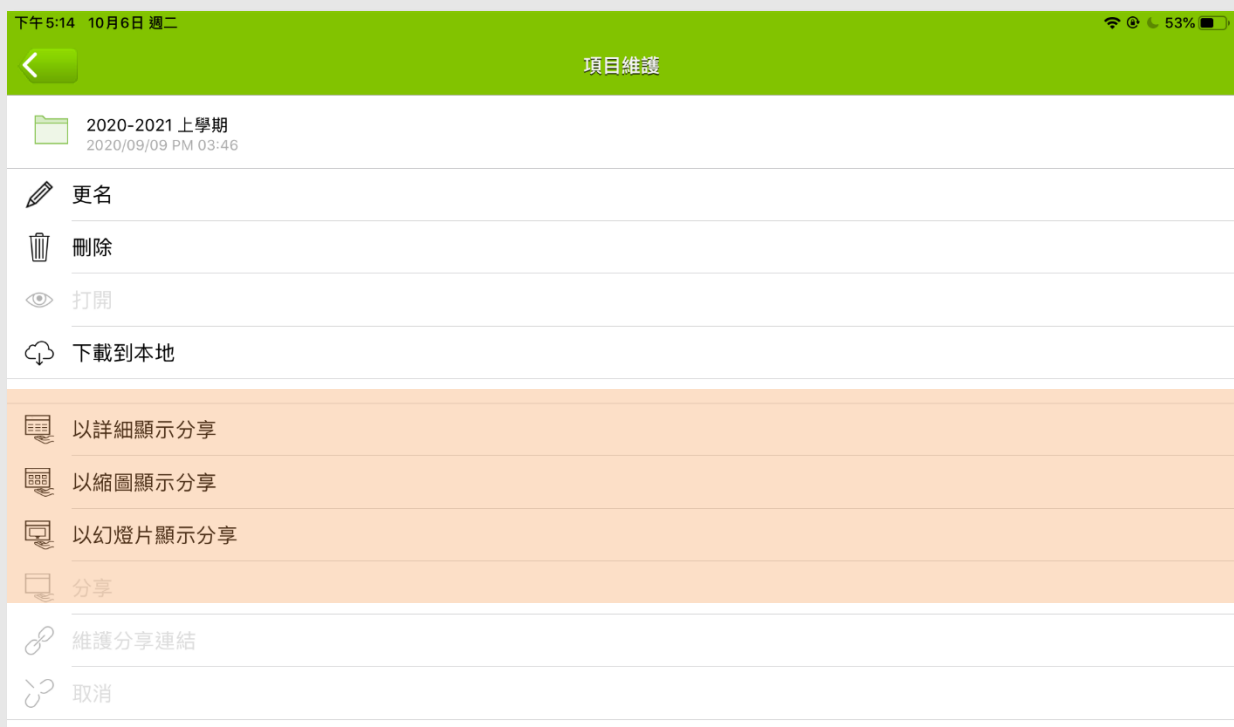 下午5:14 10月6日 週二 53%
項目維護
2020-2021 上學期
2020/09/09 PM 03:46
更名
刪除
打開
下載到本地
以詳細顯示分享
以縮圖顯示分享
以幻燈片顯示分享
分享
維護分享連結
取消